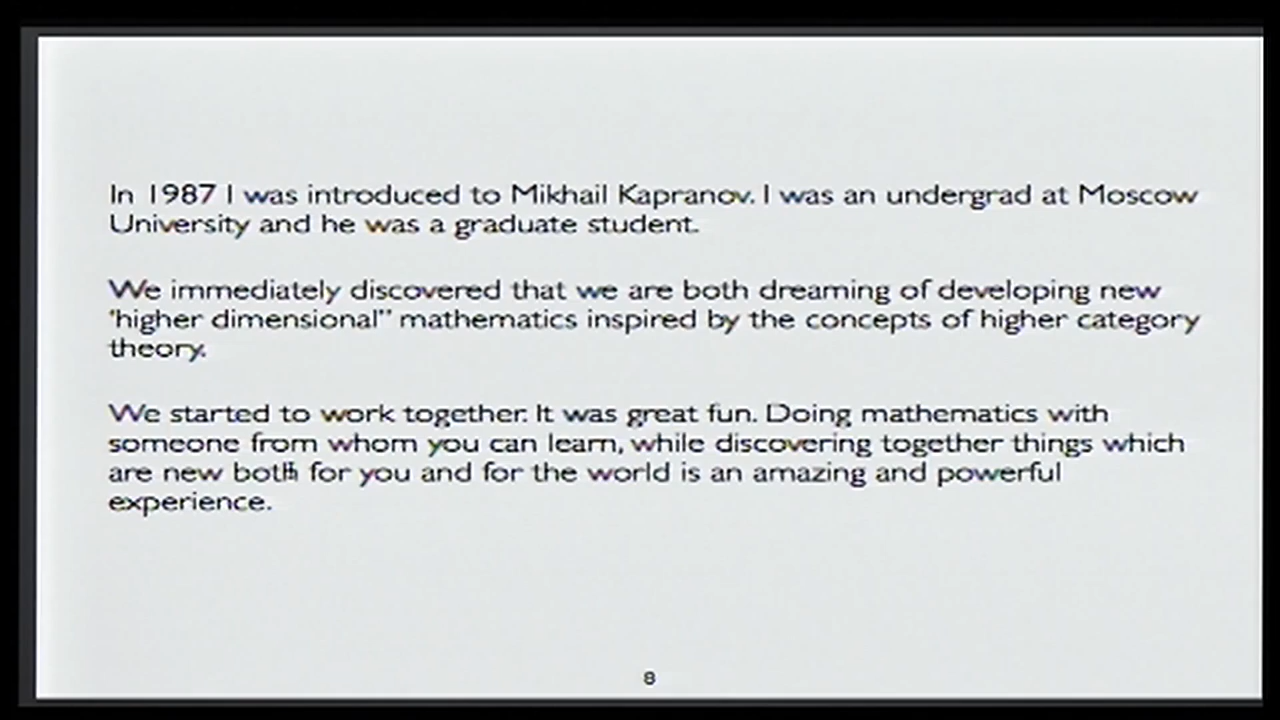 In 1987 I was introduced to Mikhail Kapranov. I was an undergrad at Moscow
University and he was a graduate student.
We immediately discovered that we are both dreaming of developing new
"higher dimensional" mathematics inspired by the concepts of higher category
theory.
We started to work together. It was great fun. Doing mathematics with
someone from whom you can learn, while discovering together things which
are new both for you and for the world is an amazing and powerful
experience.
8